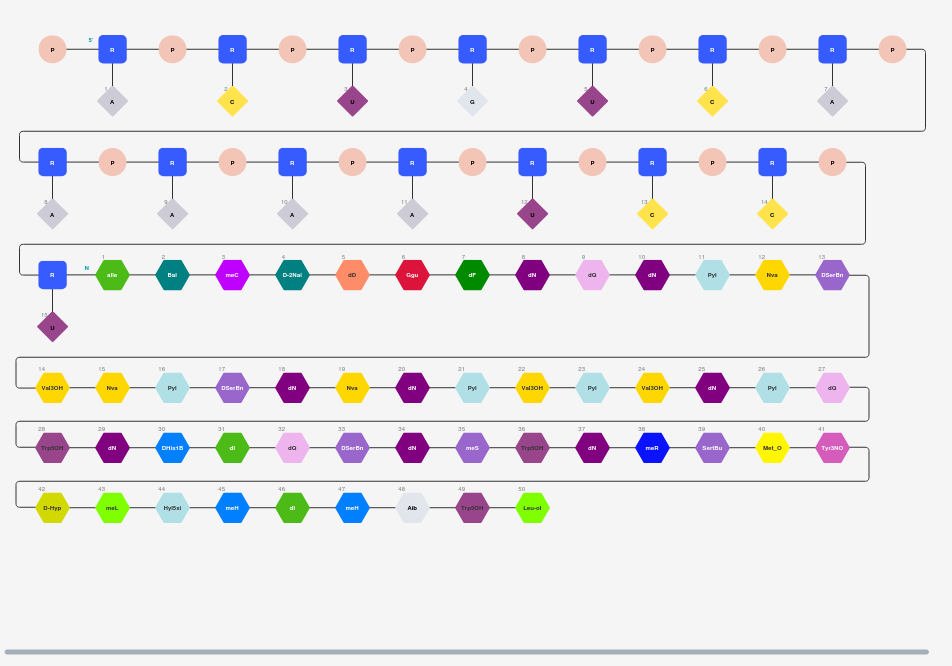 P 5' R P R P R P R P R P R P R P
1 2 3 4 5 6 7
A C U G U C A
R P R P R P R P R P R P R P
8 9 10 11 12 13 14
A A A A U C C
1 2 3 4 5 6 7 8 9 10 11 12 13
R N aIle Bal meC D-2Nal dD Ggu dF dN dQ dN Pyl Nva DSerBn
15
U
14 15 16 17 18 19 20 21 22 23 24 25 26 27
Val3OH Nva Pyl DSerBn dN Nva dN Pyl Val3OH Pyl Val3OH dN Pyl dQ
28 29 30 31 32 33 34 35 36 37 38 39 40 41
Trp5OH dN DHis1B dI dQ DSerBn dN meS Trp5OH dN meR SertBu Met_O Tyr3NO
42 43 44 45 46 47 48 49 50
D-Hyp meL Hyl5xi meH dI meH Aib Trp5OH Leu-ol